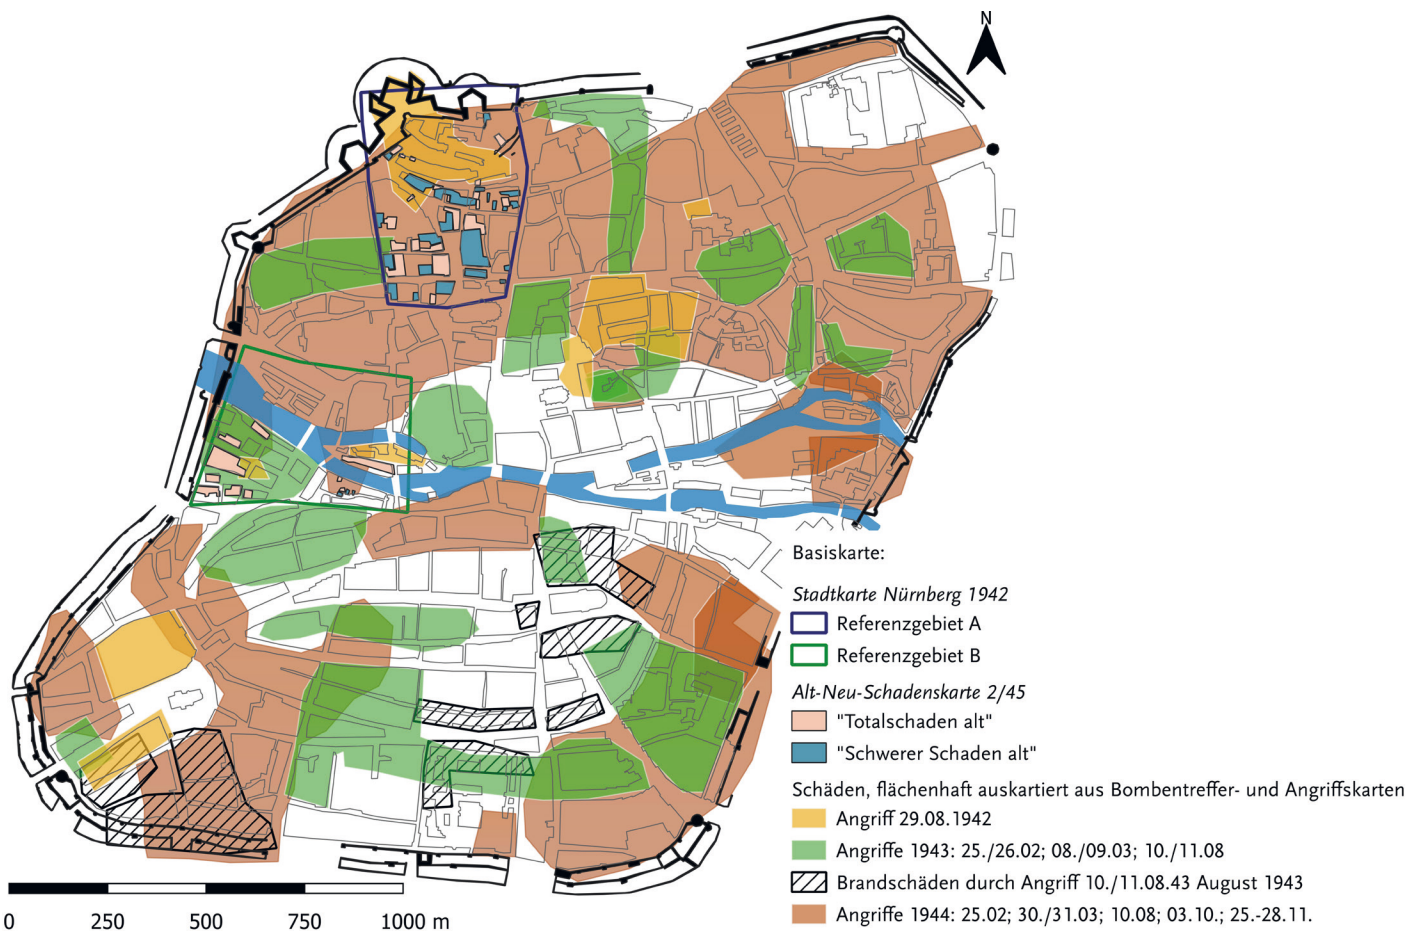 N
Basiskarte:
Stadtkarte Nürnberg 1942
Referenzgebiet A
Referenzgebiet B
Alt-Neu-Schadenskarte 2/45
"Totalschaden alt"
"Schwerer Schaden alt"
Schäden, flächenhaft auskartiert aus Bombentreffer- und Angriffskarten
Angriff 29.08.1942
Angriffe 1943: 25./26.02; 08./09.03; 10./11.08
Brandschäden durch Angriff 10./11.08.43 August 1943
Angriffe 1944: 25.02; 30./31.03; 10.08; 03.10.; 25.-28.11.
0 250 500 750 1000 m